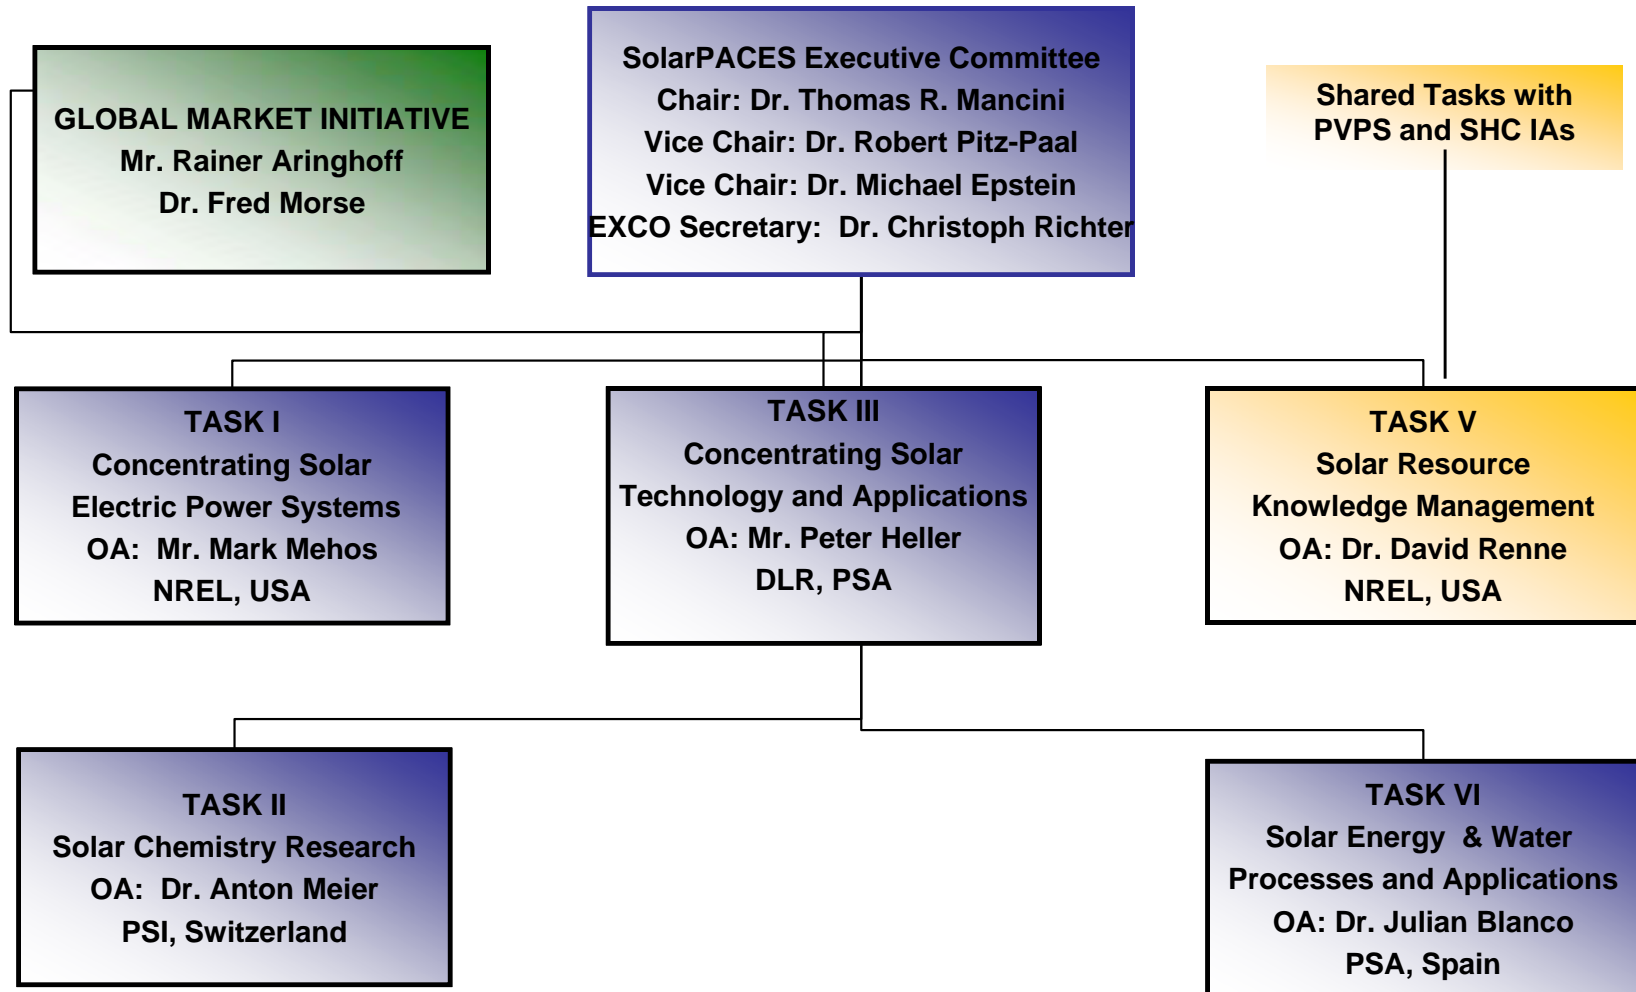 GLOBAL MARKET INITIATIVE
Mr. Rainer Aringhoff
Dr. Fred Morse
SolarPACES Executive Committee
Chair: Dr. Thomas R. Mancini
Vice Chair: Dr. Robert Pitz-Paal
Vice Chair: Dr. Michael Epstein
EXCO Secretary:  Dr. Christoph Richter
Shared Tasks with
PVPS and SHC IAs
TASK I
Concentrating Solar
Electric Power Systems
OA:  Mr. Mark Mehos
NREL, USA
TASK III
Concentrating Solar
Technology and Applications
OA: Mr. Peter Heller
DLR, PSA
TASK V
Solar Resource
Knowledge Management
OA: Dr. David Renne
NREL, USA
TASK II
Solar Chemistry Research
OA:  Dr. Anton Meier
PSI, Switzerland
TASK VI
Solar Energy  & Water
Processes and Applications
OA: Dr. Julian Blanco
PSA, Spain